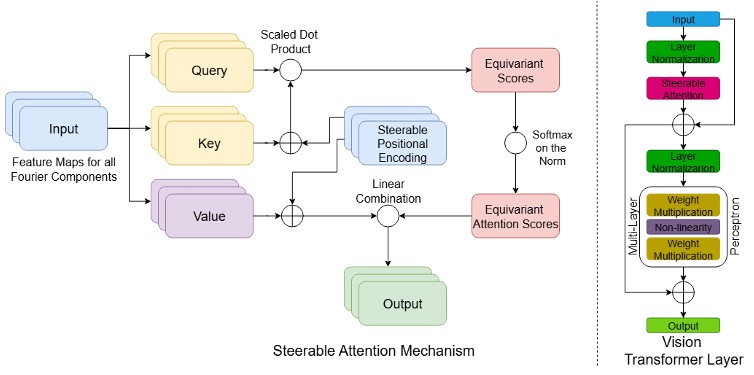 Input
Feature Maps for all
Fourier Components
Query
Key
Value
Scaled Dot
Product
Steerable
Positional
Encoding
Linear
Combination
Output
Equivariant
Scores
Softmax
on the
Norm
Equivariant
Attention Scores
Steerable Attention Mechanism
Input
Layer
Normalizarion
Steerable
Attention
Layer
Normalization
Multi-Layer
Weight
Multiplication
Non-linearity
Weight
Multiplication
Perceptron
Output
Vision
Transformer Layer